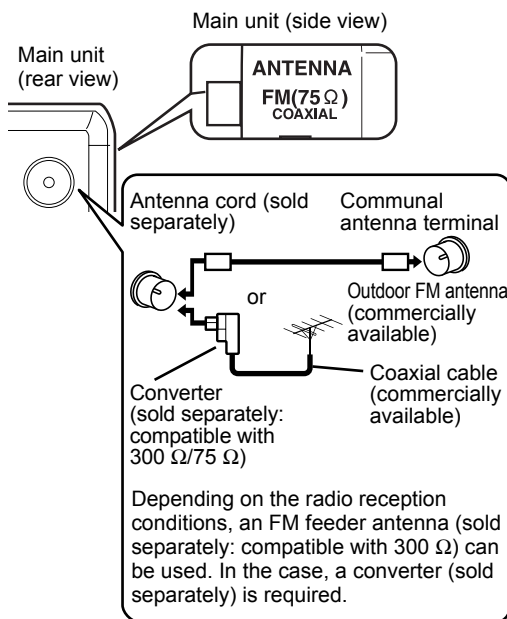 Main unit (side view)
Main unit
(rear view)
ANTENNA
FM(75 Ω)
COAXIAL
Antenna cord (sold
separately)
Communal
antenna terminal
or
Outdoor FM antenna
(commercially
available)
Coaxial cable
(commercially
available)
Converter
(sold separately:
compatible with
300 Ω/75 Ω)
Depending on the radio reception
conditions, an FM feeder antenna (sold
separately: compatible with 300 Ω) can
be used. In the case, a converter (sold
separately) is required.